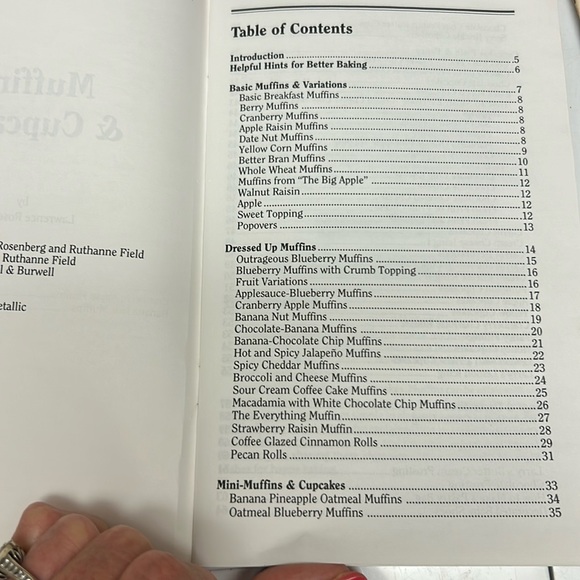 Muffin
& Cupca
by
Lawrence Rose
Rosenberg and Ruthanne Field
Ruthanne Field
l & Burwell
etallic
Table of Contents
Introduction 5
Helpful Hints for Better Baking 6
Basic Muffins & Variations 7
Basic Breakfast Muffins 8
Berry Muffins 8
Cranberry Muffins 8
Apple Raisin Muffins 8
Date Nut Muffins 8
Yellow Corn Muffins 9
Better Bran Muffins 10
Whole Wheat Muffins 11
Muffins from "The Big Apple" 12
Walnut Raisin 12
Apple 12
Sweet Topping 12
Popovers 13
Dressed Up Muffins 14
Outrageous Blueberry Muffins 15
Blueberry Muffins with Crumb Topping 16
Fruit Variations 16
Applesauce-Blueberry Muffins 17
Cranberry Apple Muffins 18
Banana Nut Muffins 19
Chocolate-Banana Muffins 20
Banana-Chocolate Chip Muffins 21
Hot and Spicy Jalapeño Muffins 22
Spicy Cheddar Muffins 23
Broccoli and Cheese Muffins 24
Sour Cream Coffee Cake Muffins 25
Macadamia with White Chocolate Chip Muffins 26
The Everything Muffin 27
Strawberry Raisin Muffin 28
Coffee Glazed Cinnamon Rolls 29
Pecan Rolls 31
Mini-Muffins & Cupcakes 33
Banana Pineapple Oatmeal Muffins 34
Oatmeal Blueberry Muffins 35